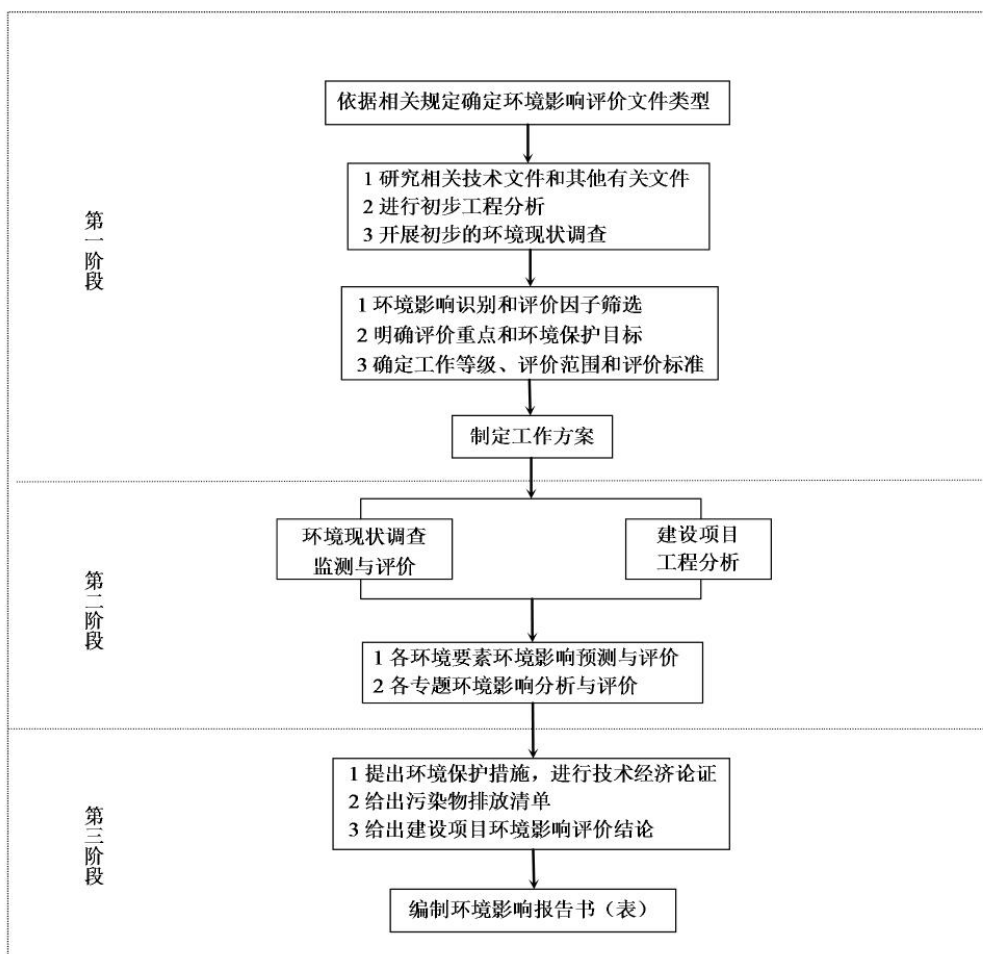 依据相关规定确定环境影响评价文件类型
1 研究相关技术文件和其他有关文件
2 进行初步工程分析
3 开展初步的环境现状调查
第一阶段
1 环境影响识别和评价因子筛选
2 明确评价重点和环境保护目标
3 确定工作等级、评价范围和评价标准
制定工作方案
环境现状调查
监测与评价
建设项目
工程分析
第二阶段
1 各环境要素环境影响预测与评价
2 各专题环境影响分析与评价
1 提出环境保护措施，进行技术经济论证
2 给出污染物排放清单
3 给出建设项目环境影响评价结论
第三阶段
编制环境影响报告书（表）